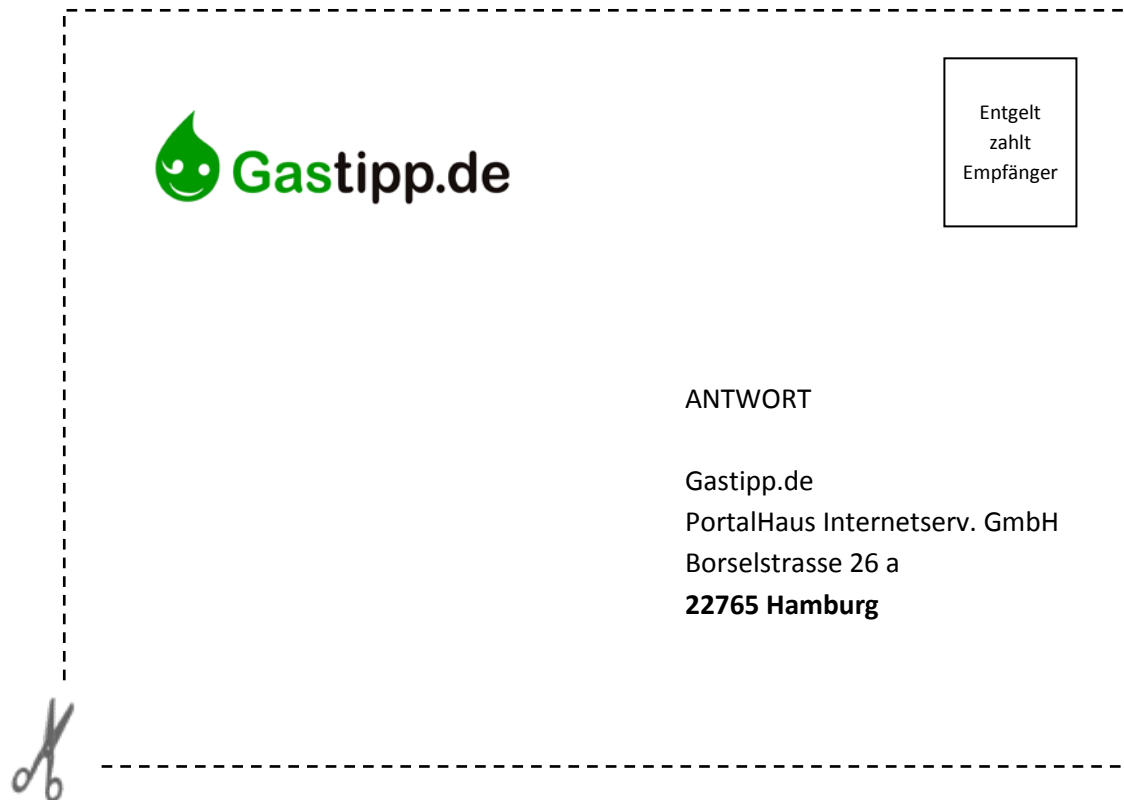 Gastipp.de
Entgelt
zahlt
Empfänger
ANTWORT
Gastipp.de
PortalHaus Internetserv. GmbH
Borselstrasse 26 a
22765 Hamburg